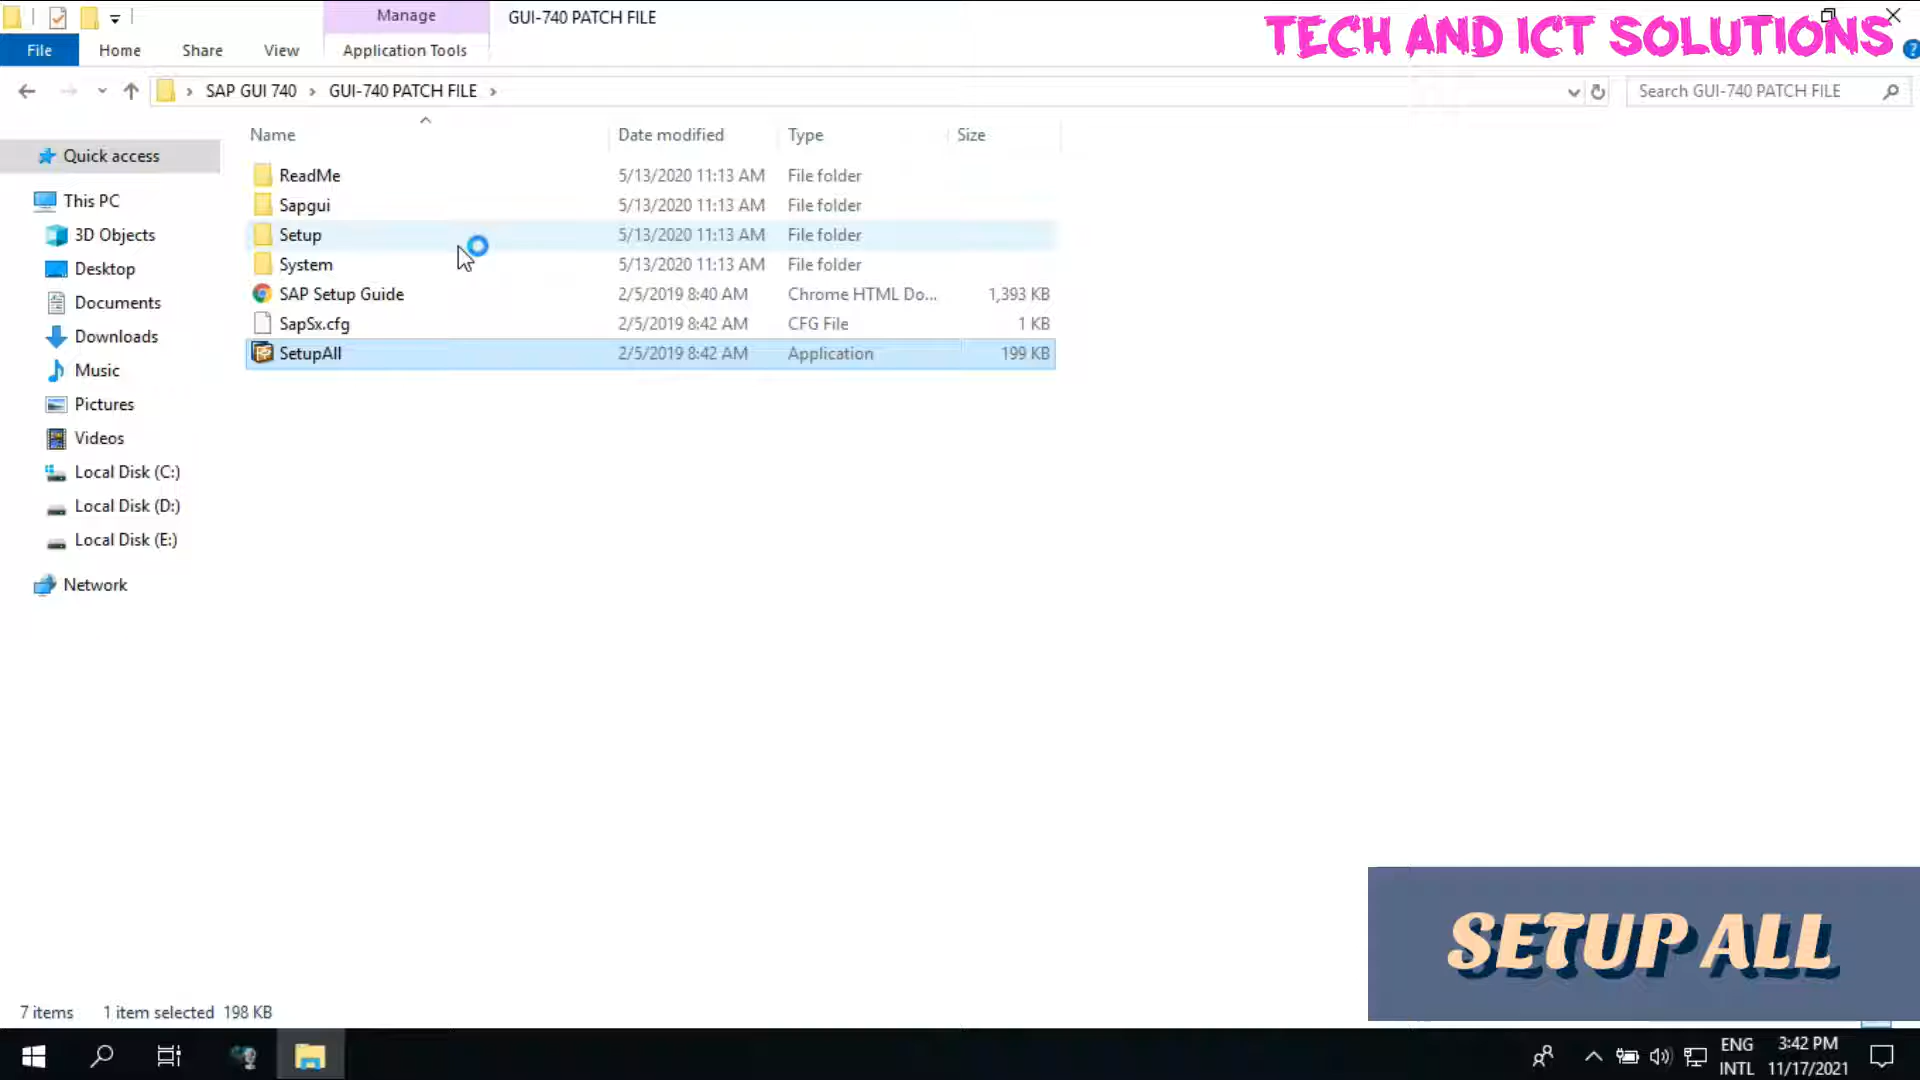 Manage
GUI-740 PATCH FILE
TECH AND ICT SOLUTIONS
File Home Share View Application Tools
SAP GUI 740 GUI-740 PATCH FILE
Search GUI-740 PATCH FILE
Name Date modified Type Size
Quick access
This PC
3D Objects
Desktop
Documents
Downloads
Music
Pictures
Videos
Local Disk (C:)
Local Disk (D:)
Local Disk (E:)
Network
ReadMe 5/13/2020 11:13 AM File folder
Sapgui 5/13/2020 11:13 AM File folder
Setup 5/13/2020 11:13 AM File folder
System 5/13/2020 11:13 AM File folder
SAP Setup Guide 2/5/2019 8:40 AM Chrome HTML Do... 1,393 KB
SapSx.cfg 2/5/2019 8:42 AM CFG File 1 KB
SetupAll 2/5/2019 8:42 AM Application 199 KB
SETUP ALL
7 items 1 item selected 198 KB
ENG 3:42 PM
INTL 11/17/2021